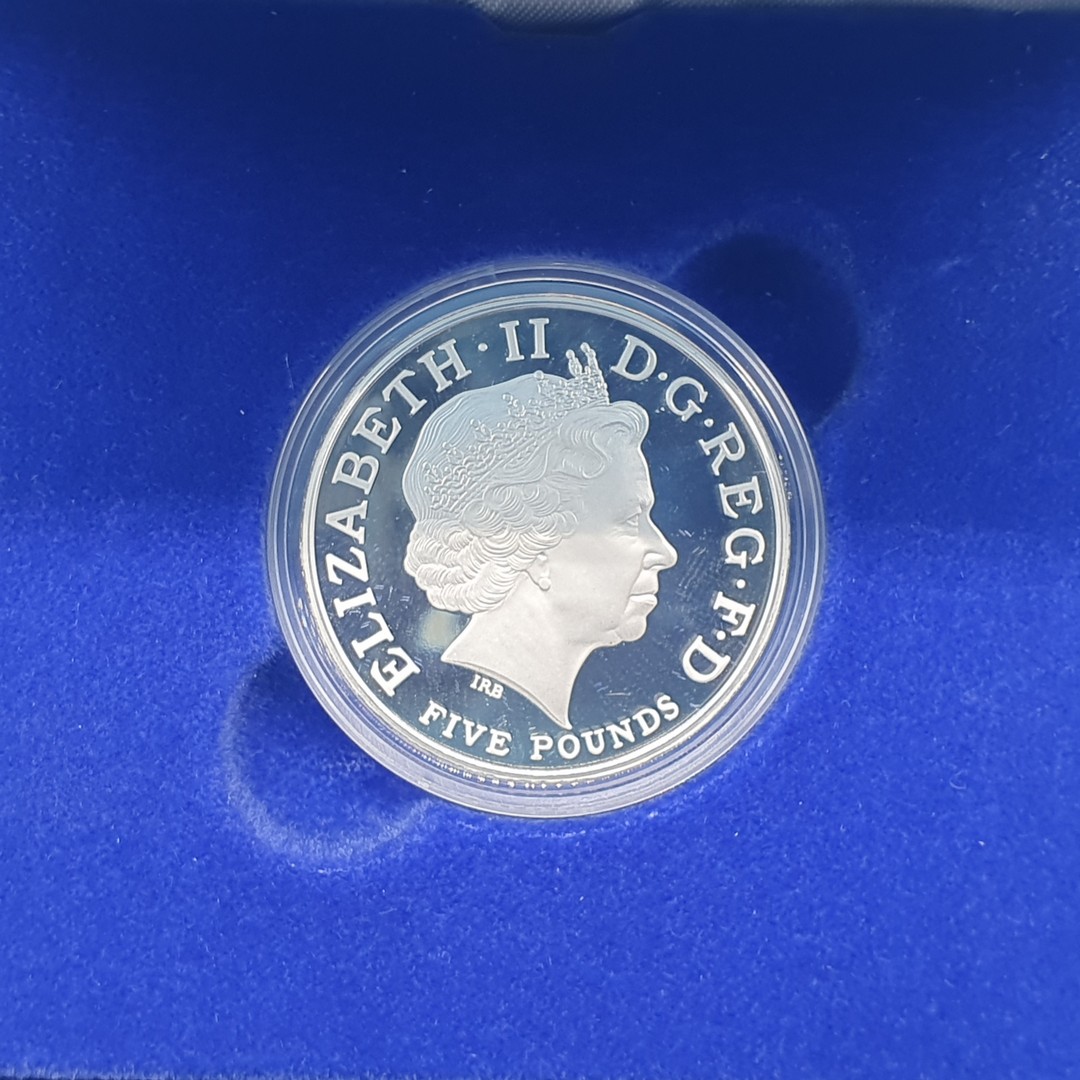 ELIZABETH · II D · G · REG · F · D
IRB
FIVE POUNDS